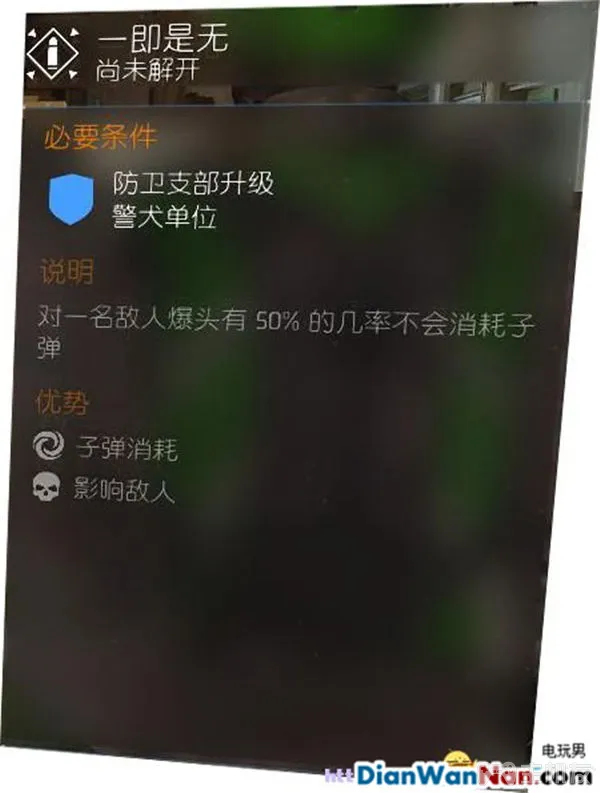 一即是无
尚未解开
必要条件
防卫支部升级
警犬单位
说明
对一名敌人爆头有 50% 的几率不会消耗子
弹
优势
子弹消耗
影响敌人
电玩男
DianWanNan.com